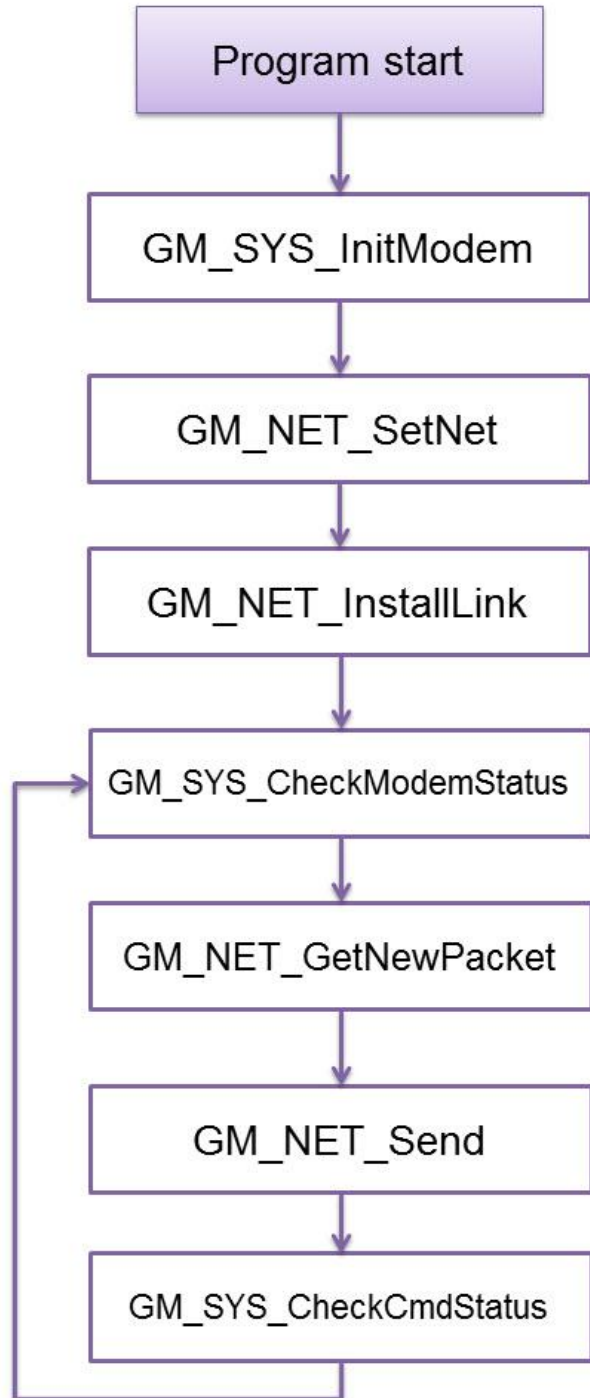 Program start
GM_SYS_InitModem
GM_NET_SetNet
GM_NET_InstallLink
GM_SYS_CheckModemStatus
GM_NET_GetNewPacket
GM_NET_Send
GM_SYS_CheckCmdStatus